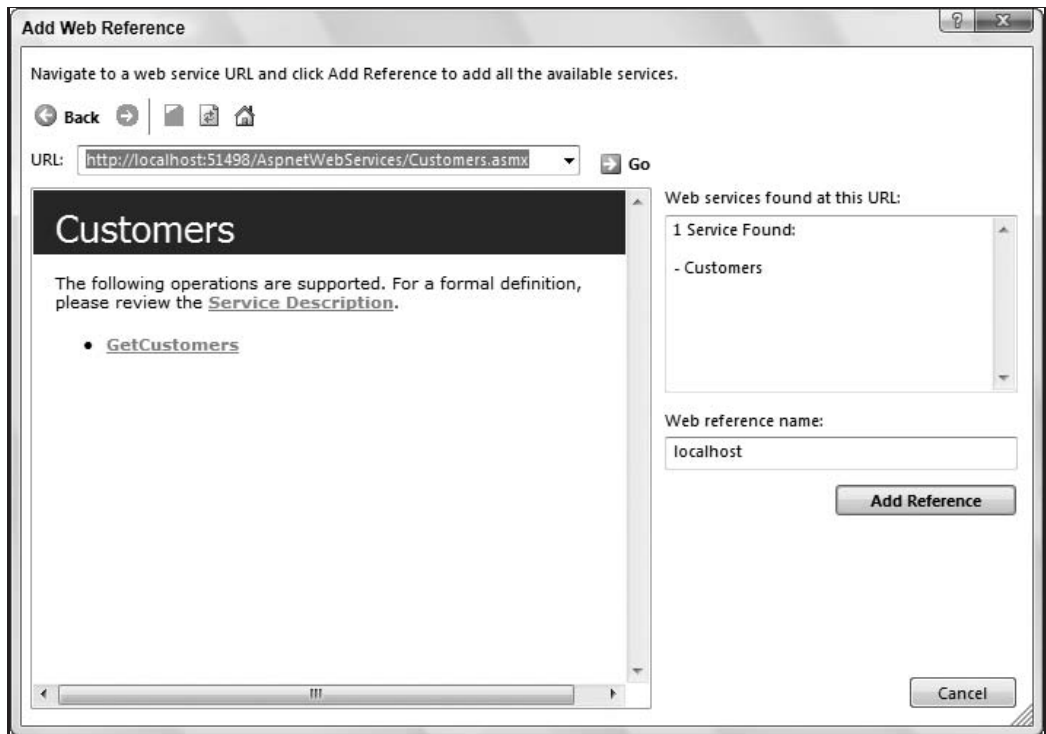 Add Web Reference
Navigate to a web service URL and click Add Reference to add all the available services.
Back
URL: http://localhost:51498/AspnetWebServices/Customers.asmx Go
Customers
The following operations are supported. For a formal definition,
please review the Service Description.
• GetCustomers
Web services found at this URL:
1 Service Found:
- Customers
Web reference name:
localhost
Add Reference
Cancel